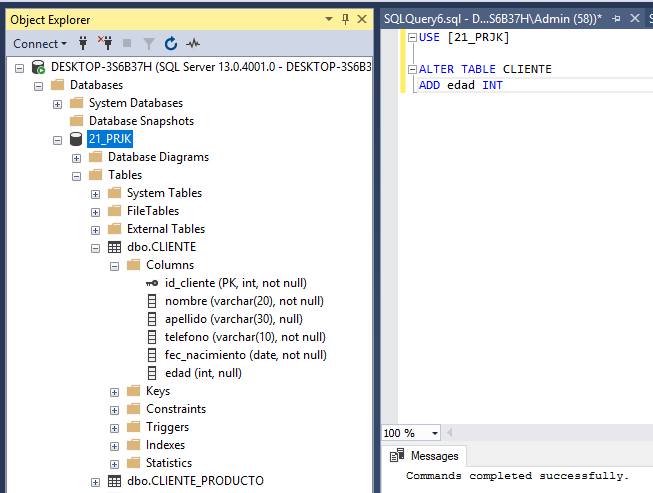 Object Explorer
Connect
DESKTOP-3S6B37H (SQL Server 13.0.4001.0 - DESKTOP-3S6B3
Databases
System Databases
Database Snapshots
21_PRJK
Database Diagrams
Tables
System Tables
FileTables
External Tables
dbo.CLIENTE
Columns
id_cliente (PK, int, not null)
nombre (varchar(20), not null)
apellido (varchar(30), null)
telefono (varchar(10), not null)
fec_nacimiento (date, not null)
edad (int, null)
Keys
Constraints
Triggers
Indexes
Statistics
dbo.CLIENTE_PRODUCTO
SQLQuery6.sql - D...S6B37H\Admin (58))*
USE [21_PRJK]
ALTER TABLE CLIENTE
ADD edad INT
100 %
Messages
Commands completed successfully.